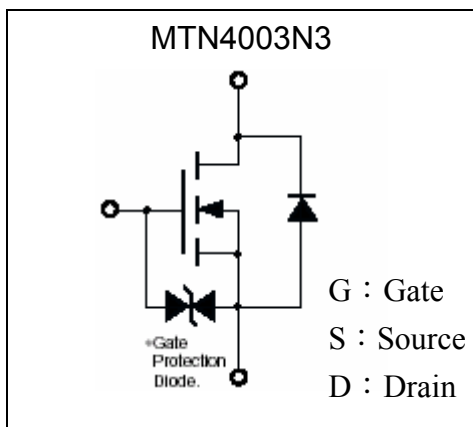 MTN4003N3
G：Gate
S：Source
D：Drain
*Gate
Protection
Diode.